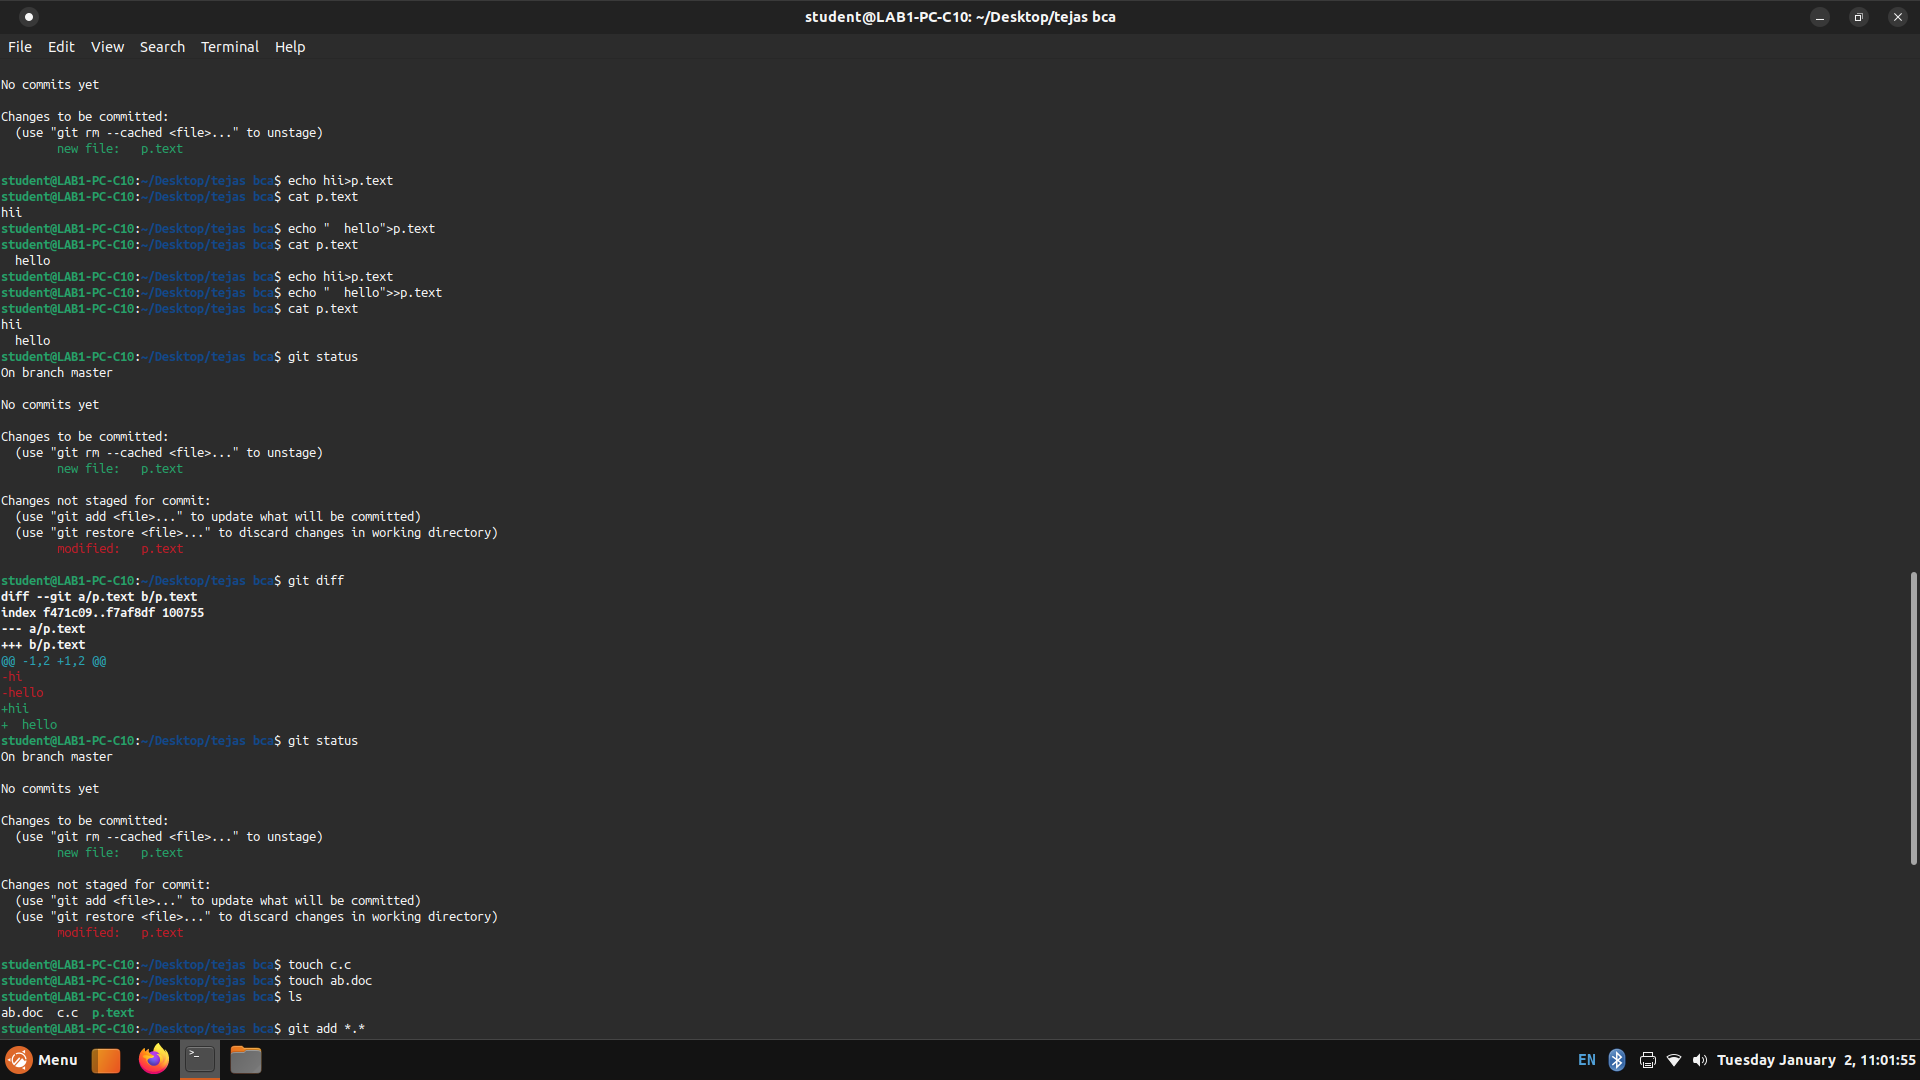 student@LAB1-PC-C10: ~/Desktop/tejas bca
File Edit View Search Terminal Help
No commits yet
Changes to be committed:
  (use "git rm --cached <file>..." to unstage)
        new file:   p.text
student@LAB1-PC-C10:~/Desktop/tejas bca$ echo hii>p.text
student@LAB1-PC-C10:~/Desktop/tejas bca$ cat p.text
hii
student@LAB1-PC-C10:~/Desktop/tejas bca$ echo "  hello">p.text
student@LAB1-PC-C10:~/Desktop/tejas bca$ cat p.text
  hello
student@LAB1-PC-C10:~/Desktop/tejas bca$ echo hii>p.text
student@LAB1-PC-C10:~/Desktop/tejas bca$ echo "  hello">>p.text
student@LAB1-PC-C10:~/Desktop/tejas bca$ cat p.text
hii
  hello
student@LAB1-PC-C10:~/Desktop/tejas bca$ git status
On branch master
No commits yet
Changes to be committed:
  (use "git rm --cached <file>..." to unstage)
        new file:   p.text
Changes not staged for commit:
  (use "git add <file>..." to update what will be committed)
  (use "git restore <file>..." to discard changes in working directory)
        modified:   p.text
student@LAB1-PC-C10:~/Desktop/tejas bca$ git diff
diff --git a/p.text b/p.text
index f471c09..f7af8df 100755
--- a/p.text
+++ b/p.text
@@ -1,2 +1,2 @@
-hi
-hello
+hii
+  hello
student@LAB1-PC-C10:~/Desktop/tejas bca$ git status
On branch master
No commits yet
Changes to be committed:
  (use "git rm --cached <file>..." to unstage)
        new file:   p.text
Changes not staged for commit:
  (use "git add <file>..." to update what will be committed)
  (use "git restore <file>..." to discard changes in working directory)
        modified:   p.text
student@LAB1-PC-C10:~/Desktop/tejas bca$ touch c.c
student@LAB1-PC-C10:~/Desktop/tejas bca$ touch ab.doc
student@LAB1-PC-C10:~/Desktop/tejas bca$ ls
ab.doc  c.c  p.text
student@LAB1-PC-C10:~/Desktop/tejas bca$ git add *.*
Menu EN Tuesday January  2, 11:01:55